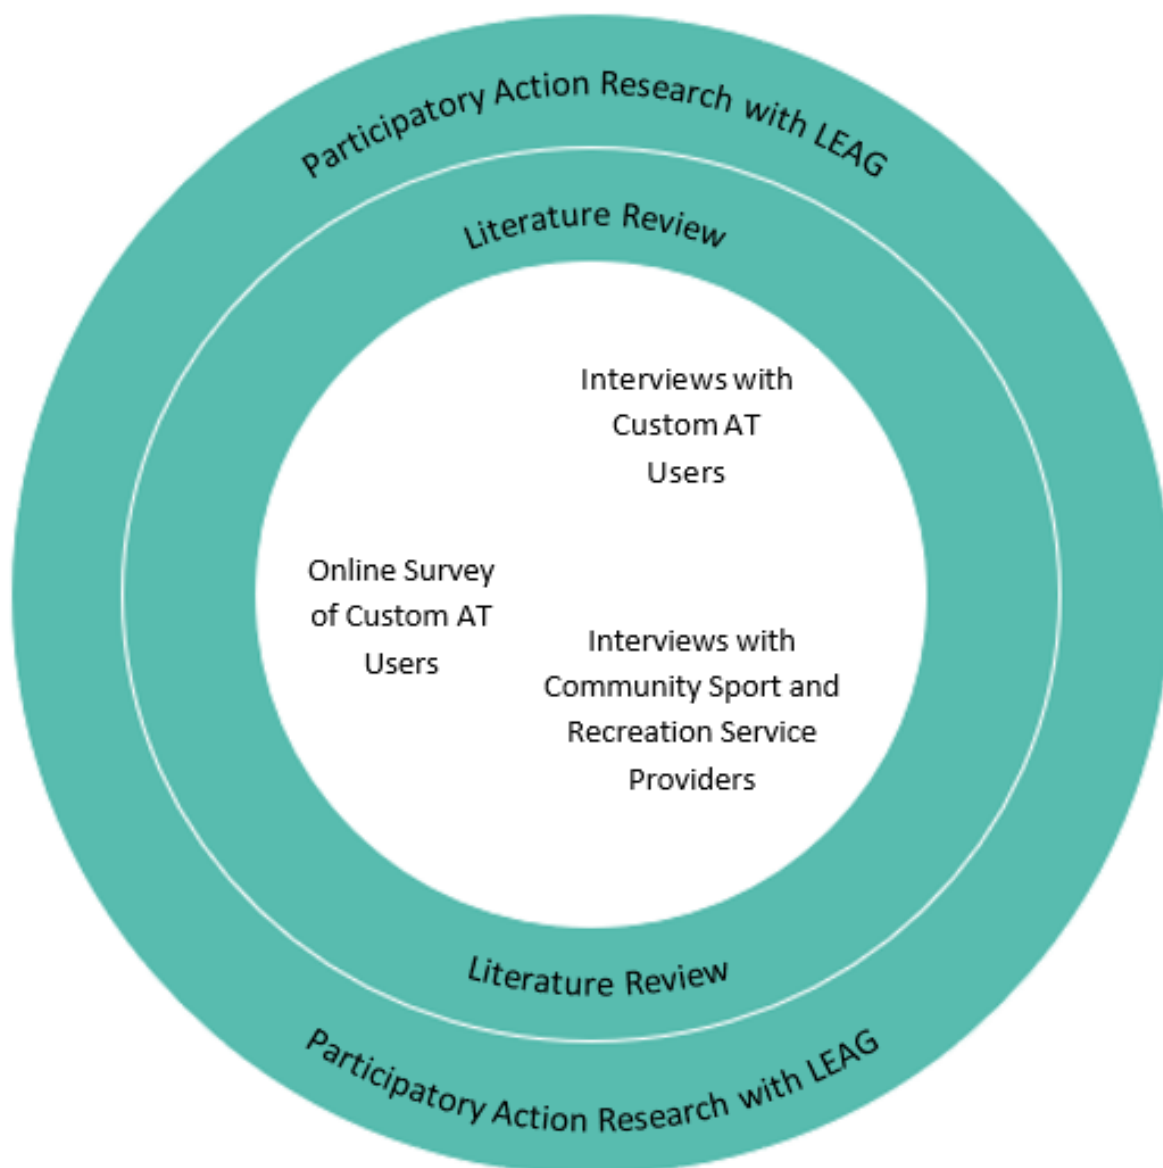 Participatory Action Research with LEAG
Literature Review
Interviews with
Custom AT
Users
Online Survey
of Custom AT
Users
Interviews with
Community Sport and
Recreation Service
Providers
Literature Review
Participatory Action Research with LEAG